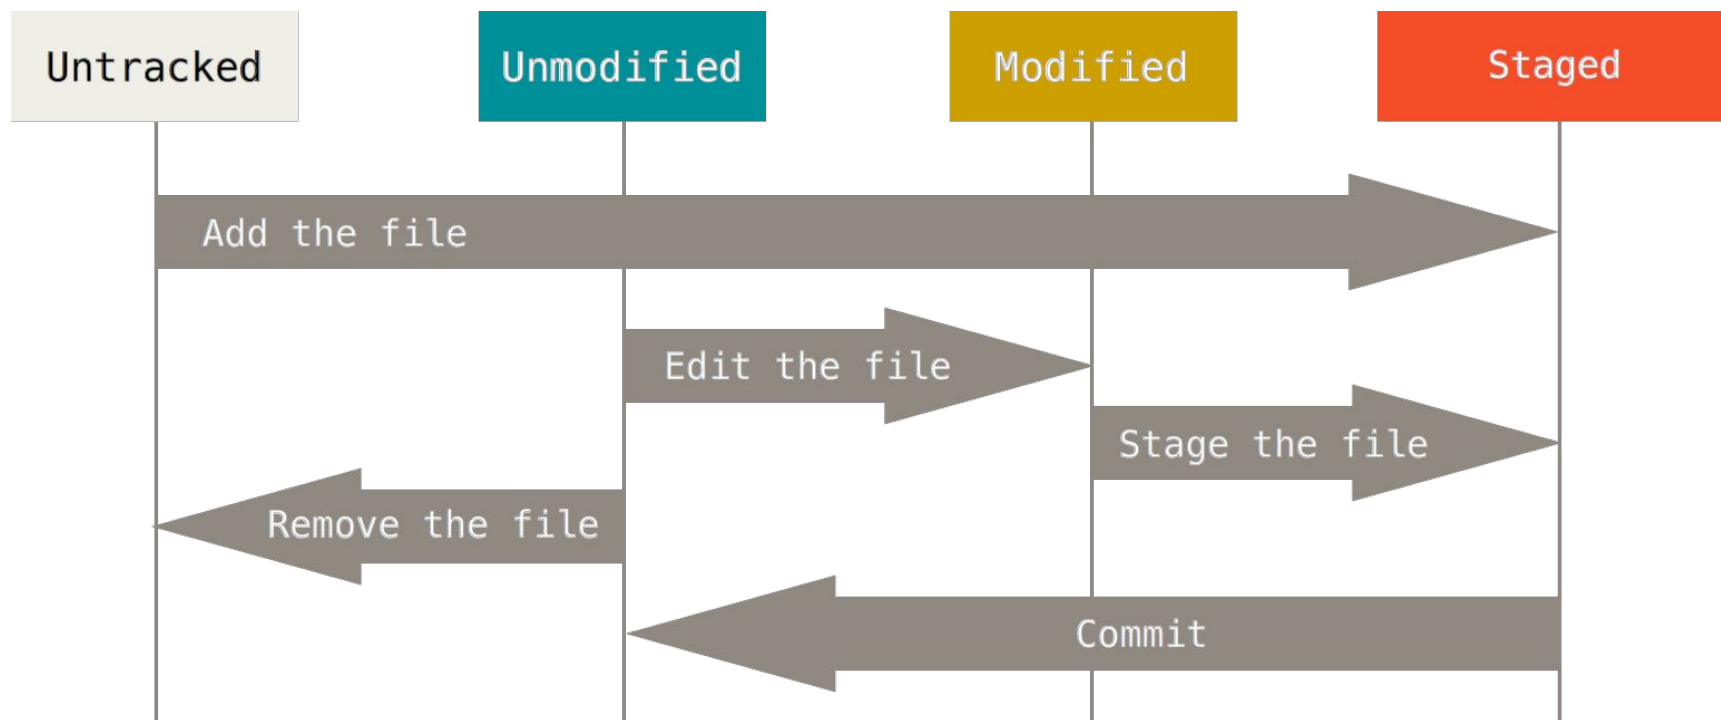 Untracked
Unmodified
Modified
Staged
Add the file
Edit the file
Stage the file
Remove the file
Commit